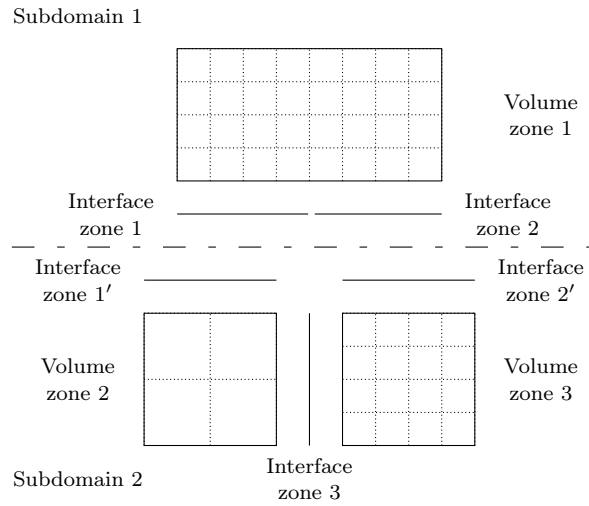 Subdomain 1
Volume
zone 1
Interface
zone 1
Interface
zone 2
Interface
zone 1′
Interface
zone 2′
Volume
zone 2
Volume
zone 3
Interface
zone 3
Subdomain 2